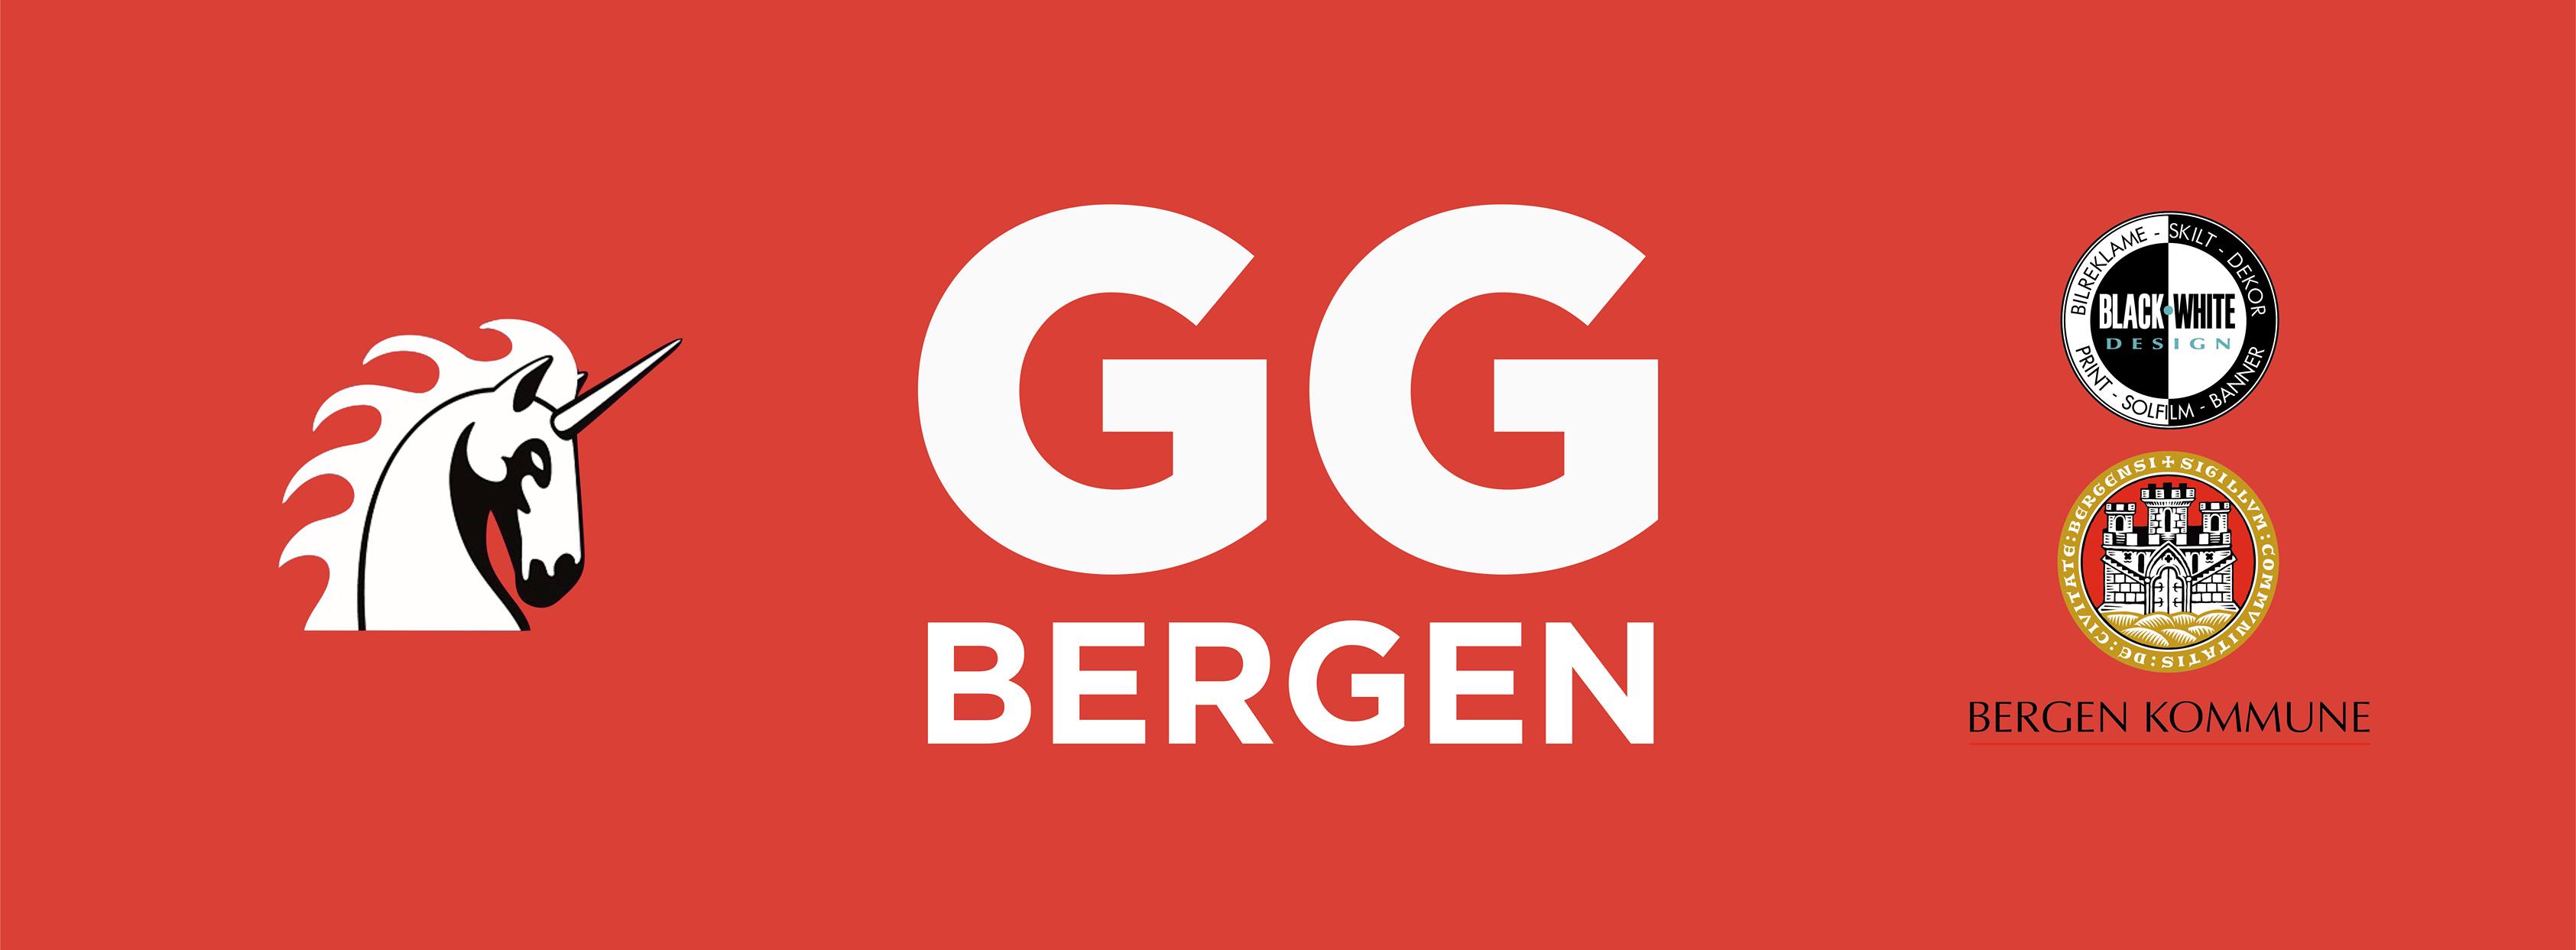 GG
BERGEN
BILREKLAME - SKILT - DEKOR
BLACK•WHITE
DESIGN
PRINT - SOLFILM - BANNER
✢ SIGILLVM : COMMVNITATIS : DE : CIVITATE : BERGENSI
BERGEN KOMMUNE